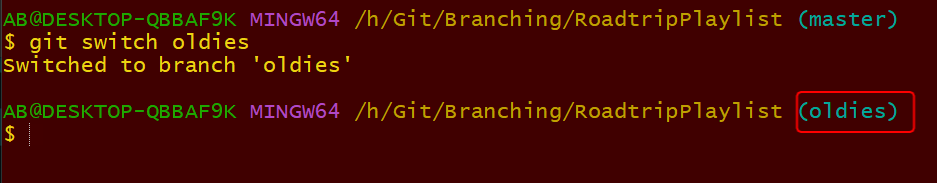 AB@DESKTOP-QBBAF9K MINGW64 /h/Git/Branching/RoadtripPlaylist (master)
$ git switch oldies
Switched to branch 'oldies'
AB@DESKTOP-QBBAF9K MINGW64 /h/Git/Branching/RoadtripPlaylist (oldies)
$